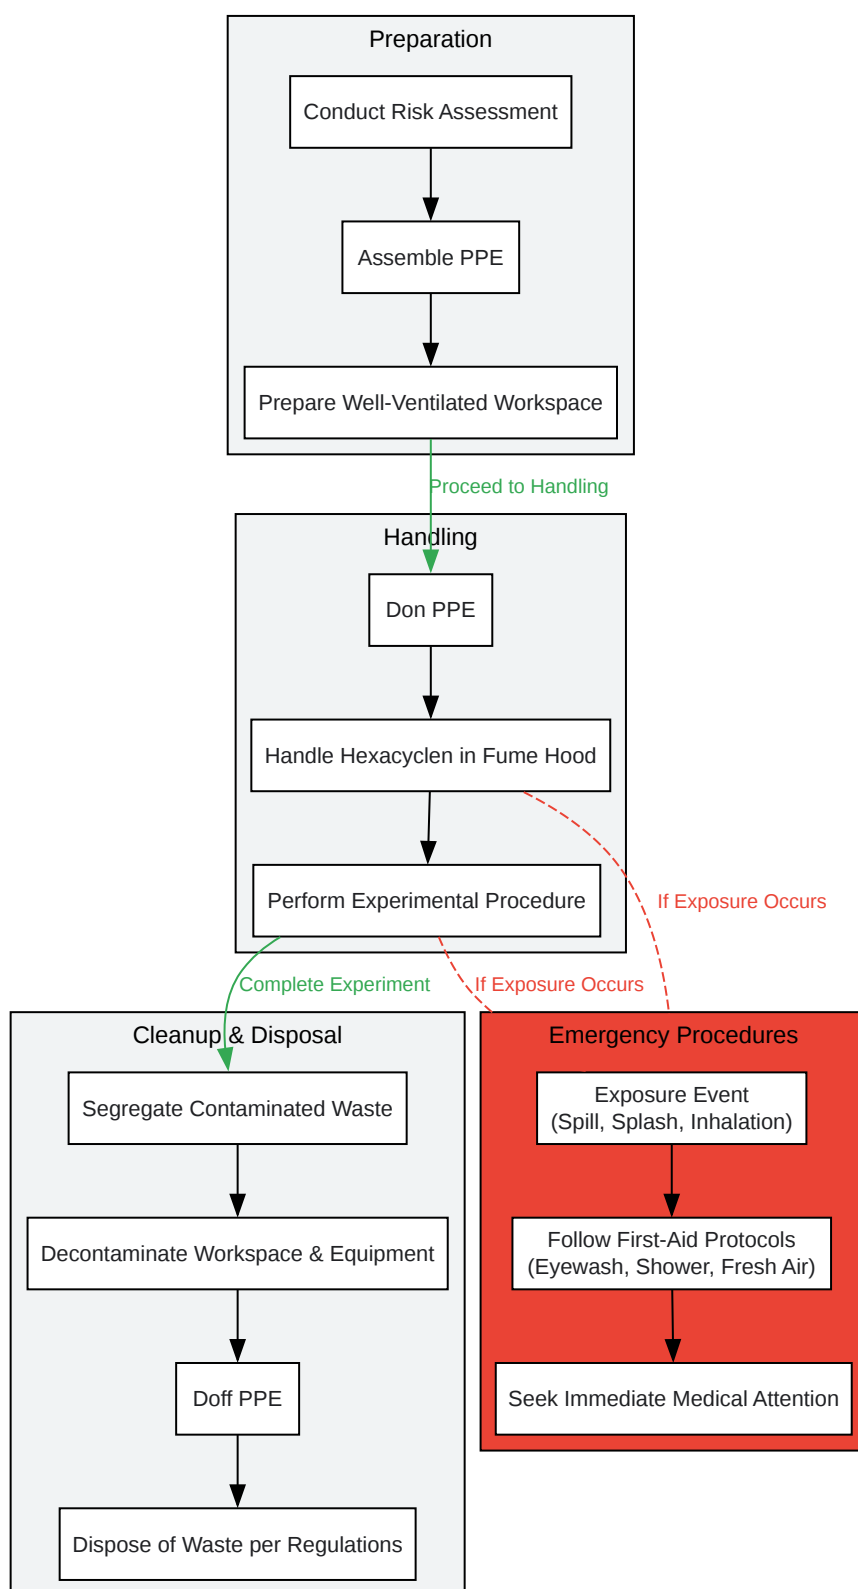 Preparation
Conduct Risk Assessment
Assemble PPE
Prepare Well-Ventilated Workspace
Proceed to Handling
Handling
Don PPE
Handle Hexacyclen in Fume Hood
Perform Experimental Procedure
If Exposure Occurs
Complete Experiment
If Exposure Occurs
Cleanup & Disposal
Segregate Contaminated Waste
Decontaminate Workspace & Equipment
Doff PPE
Dispose of Waste per Regulations
Emergency Procedures
Exposure Event
(Spill, Splash, Inhalation)
Follow First-Aid Protocols
(Eyewash, Shower, Fresh Air)
Seek Immediate Medical Attention